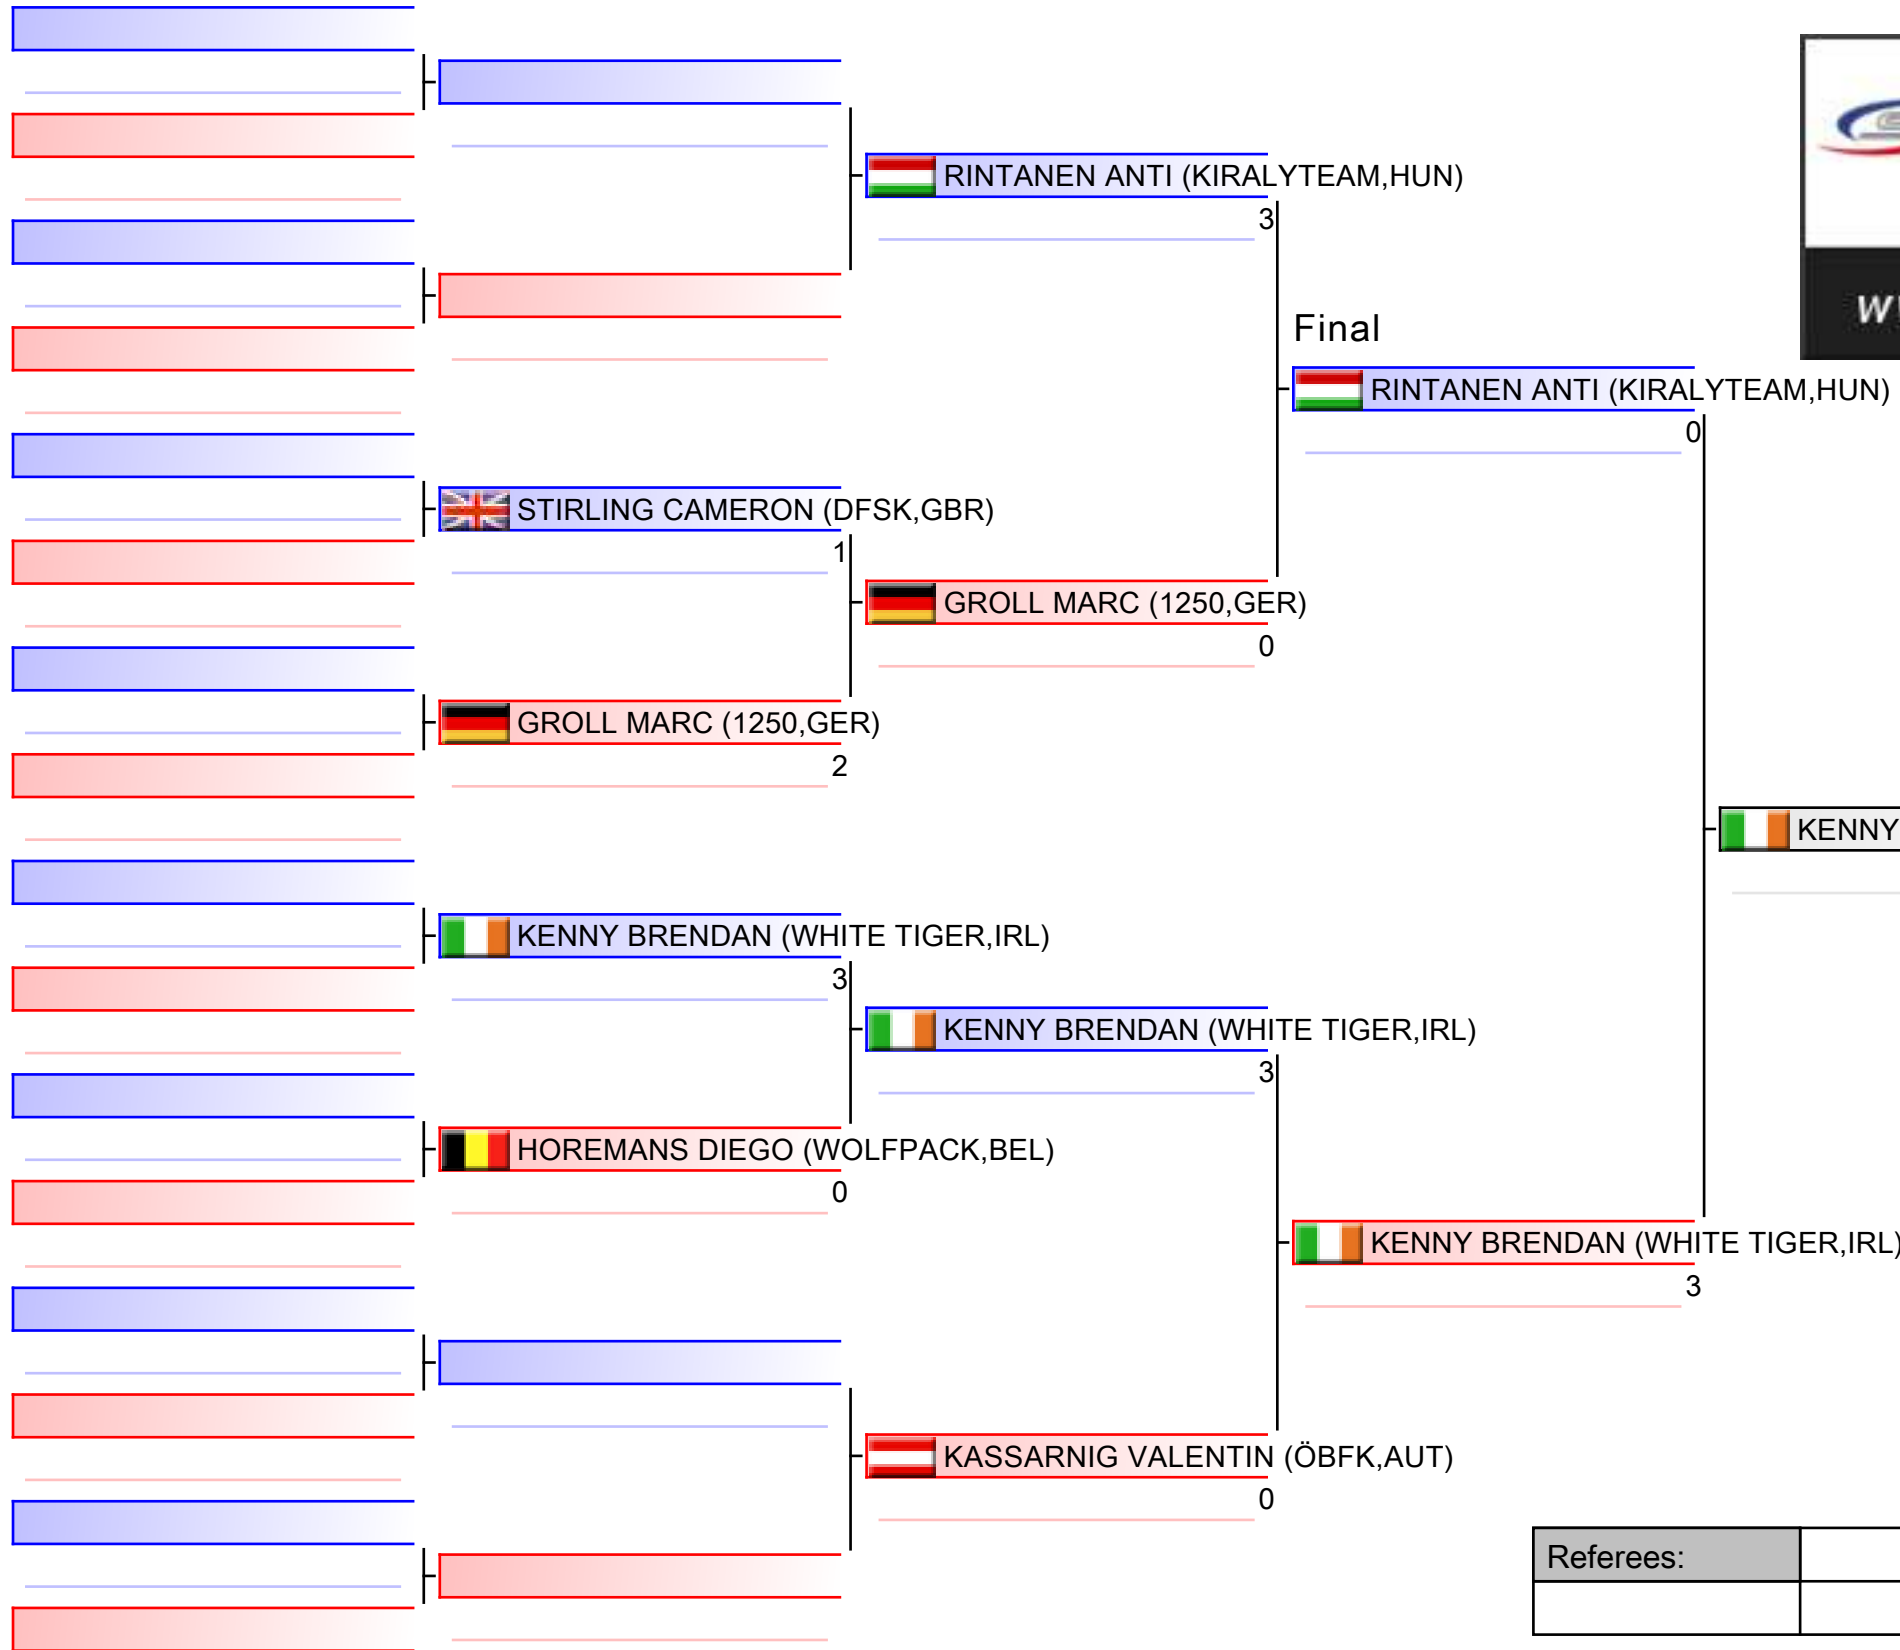 RINTANEN ANTI (KIRALYTEAM,HUN)
3
Final
RINTANEN ANTI (KIRALYTEAM,HUN)
0
STIRLING CAMERON (DFSK,GBR)
1
GROLL MARC (1250,GER)
0
GROLL MARC (1250,GER)
2
KENNY
KENNY BRENDAN (WHITE TIGER,IRL)
3
KENNY BRENDAN (WHITE TIGER,IRL)
3
HOREMANS DIEGO (WOLFPACK,BEL)
0
KENNY BRENDAN (WHITE TIGER,IRL)
3
KASSARNIG VALENTIN (ÖBFK,AUT)
0
Referees: